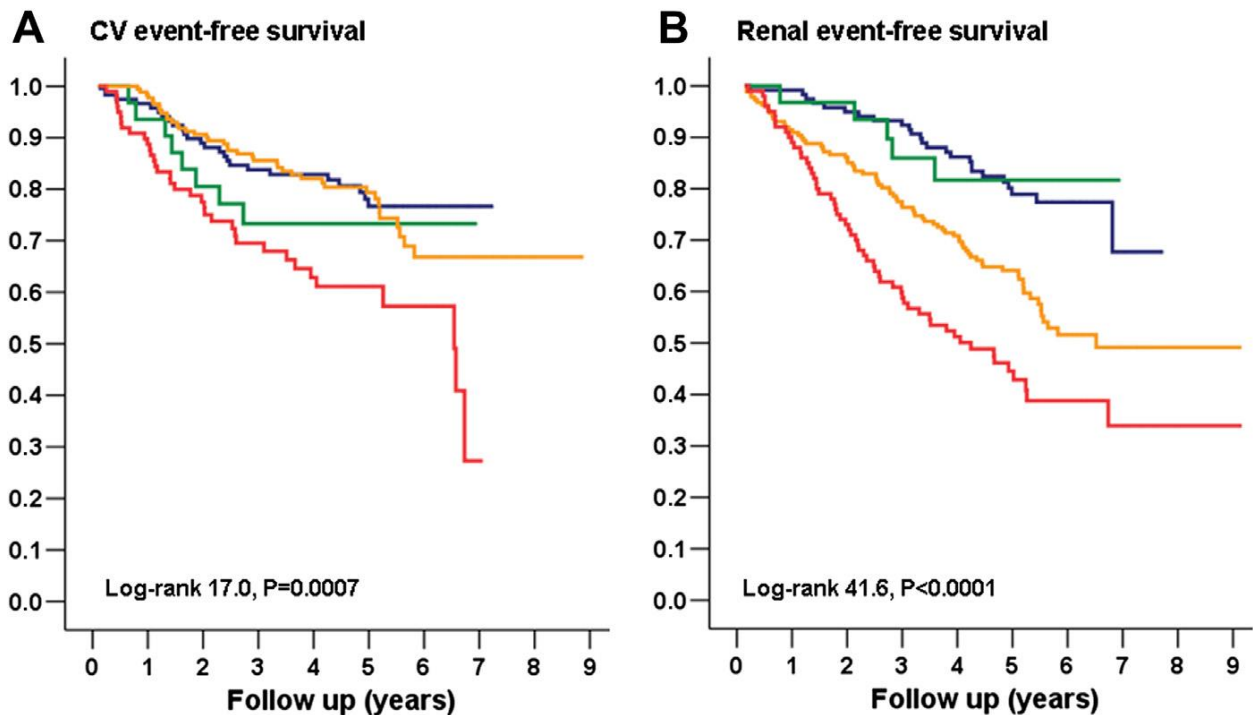 A CV event-free survival
1.0
0.9
0.8
0.7
0.6
0.5
0.4
0.3
0.2
0.1
0.0
Log-rank 17.0, P=0.0007
0 1 2 3 4 5 6 7 8 9
Follow up (years)
B Renal event-free survival
1.0
0.9
0.8
0.7
0.6
0.5
0.4
0.3
0.2
0.1
0.0
Log-rank 41.6, P<0.0001
0 1 2 3 4 5 6 7 8 9
Follow up (years)